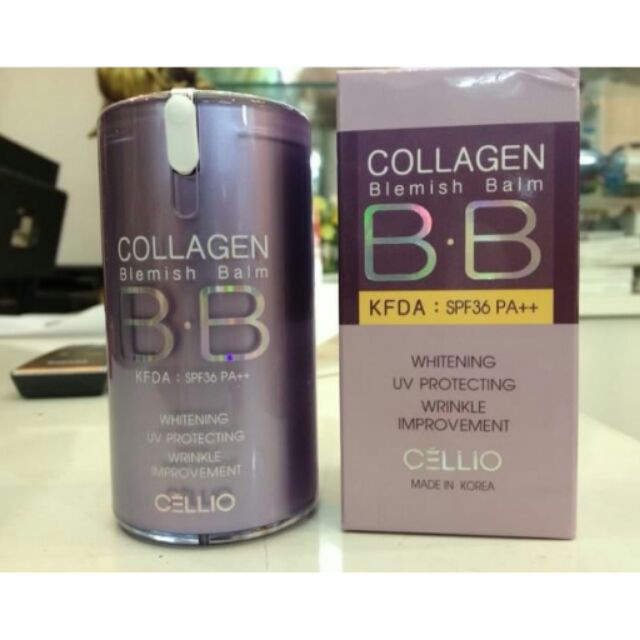 COLLAGEN
Blemish Balm
B·B
KFDA : SPF36 PA++
WHITENING
UV PROTECTING
WRINKLE
IMPROVEMENT
CELLIO
COLLAGEN
Blemish Balm
B·B
KFDA : SPF36 PA++
WHITENING
UV PROTECTING
WRINKLE
IMPROVEMENT
CELLIO
MADE IN KOREA